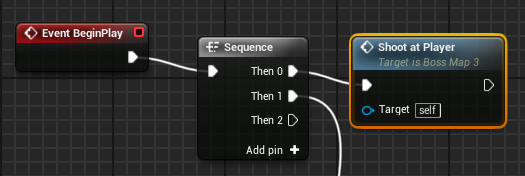 Event BeginPlay
Sequence
Then 0
Then 1
Then 2
Add pin
Shoot at Player
Target is Boss Map 3
Target self